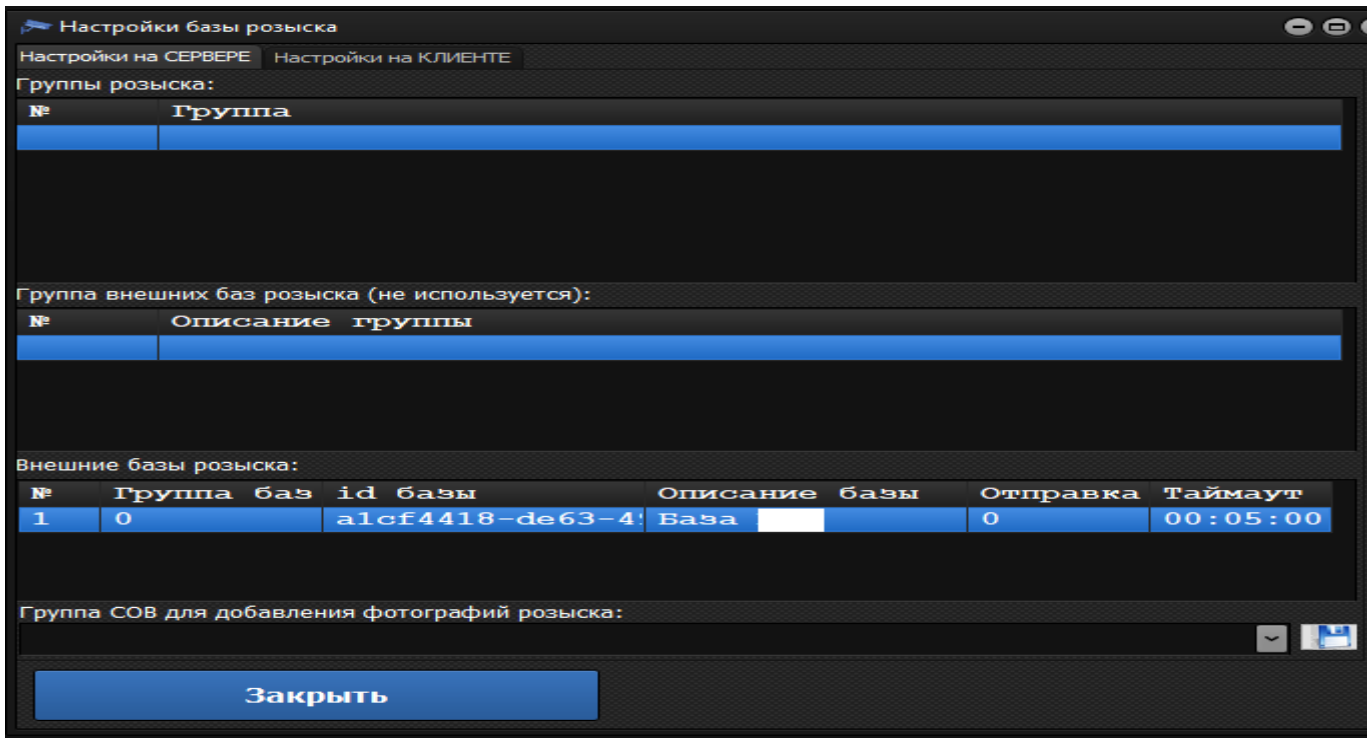 Настройки базы розыска
Настройки на СЕРВЕРЕ Настройки на КЛИЕНТЕ
Группы розыска:
№ Группа
Группа внешних баз розыска (не используется):
№ Описание группы
Внешние базы розыска:
№ Группа баз id базы Описание базы Отправка Таймаут
1 0 a1cf4418-de63-4 База 0 00:05:00
Группа СОВ для добавления фотографий розыска:
Закрыть